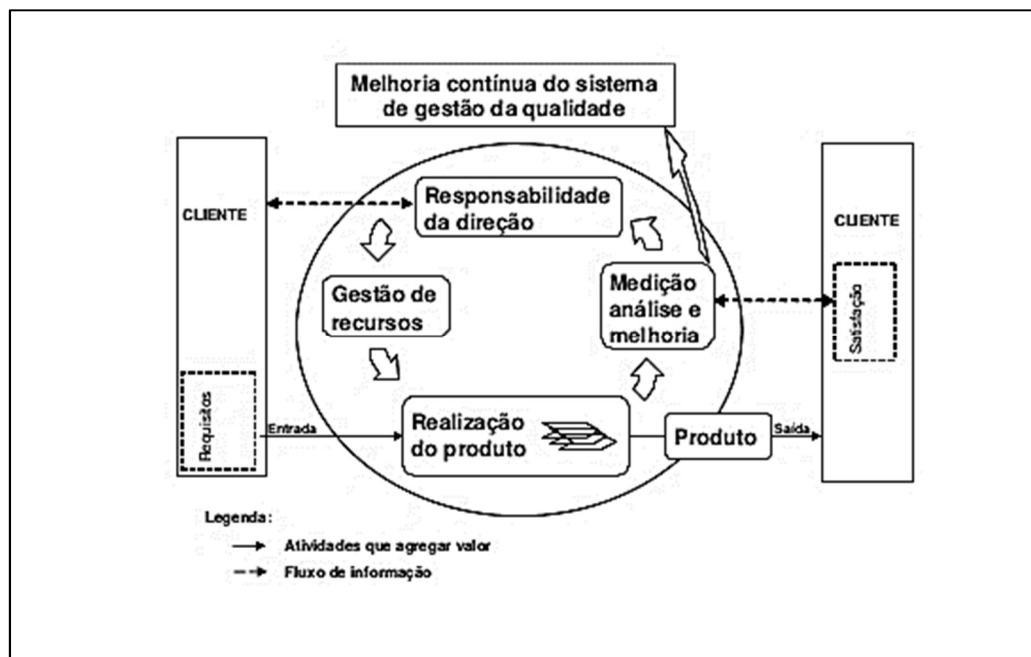 Melhoria contínua do sistema
de gestão da qualidade
CLIENTE
Responsabilidade
da direção
CLIENTE
Gestão de
recursos
Medição
análise e
melhoria
Satisfação
Requisitos
Entrada
Realização
do produto
Produto
Saída
Legenda:
Atividades que agregar valor
Fluxo de informação